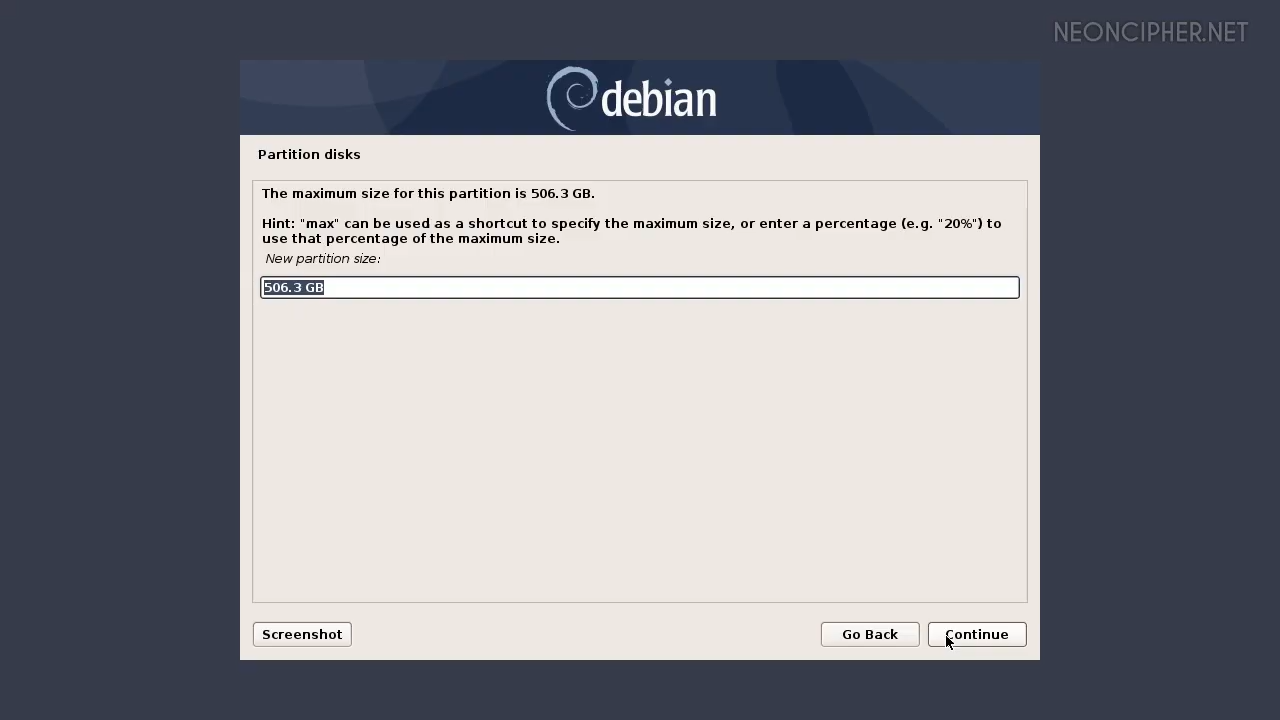 NEONCIPHER.NET
debian
Partition disks
The maximum size for this partition is 506.3 GB.
Hint: "max" can be used as a shortcut to specify the maximum size, or enter a percentage (e.g. "20%") to
use that percentage of the maximum size.
New partition size:
506.3 GB
Screenshot
Go Back
Continue